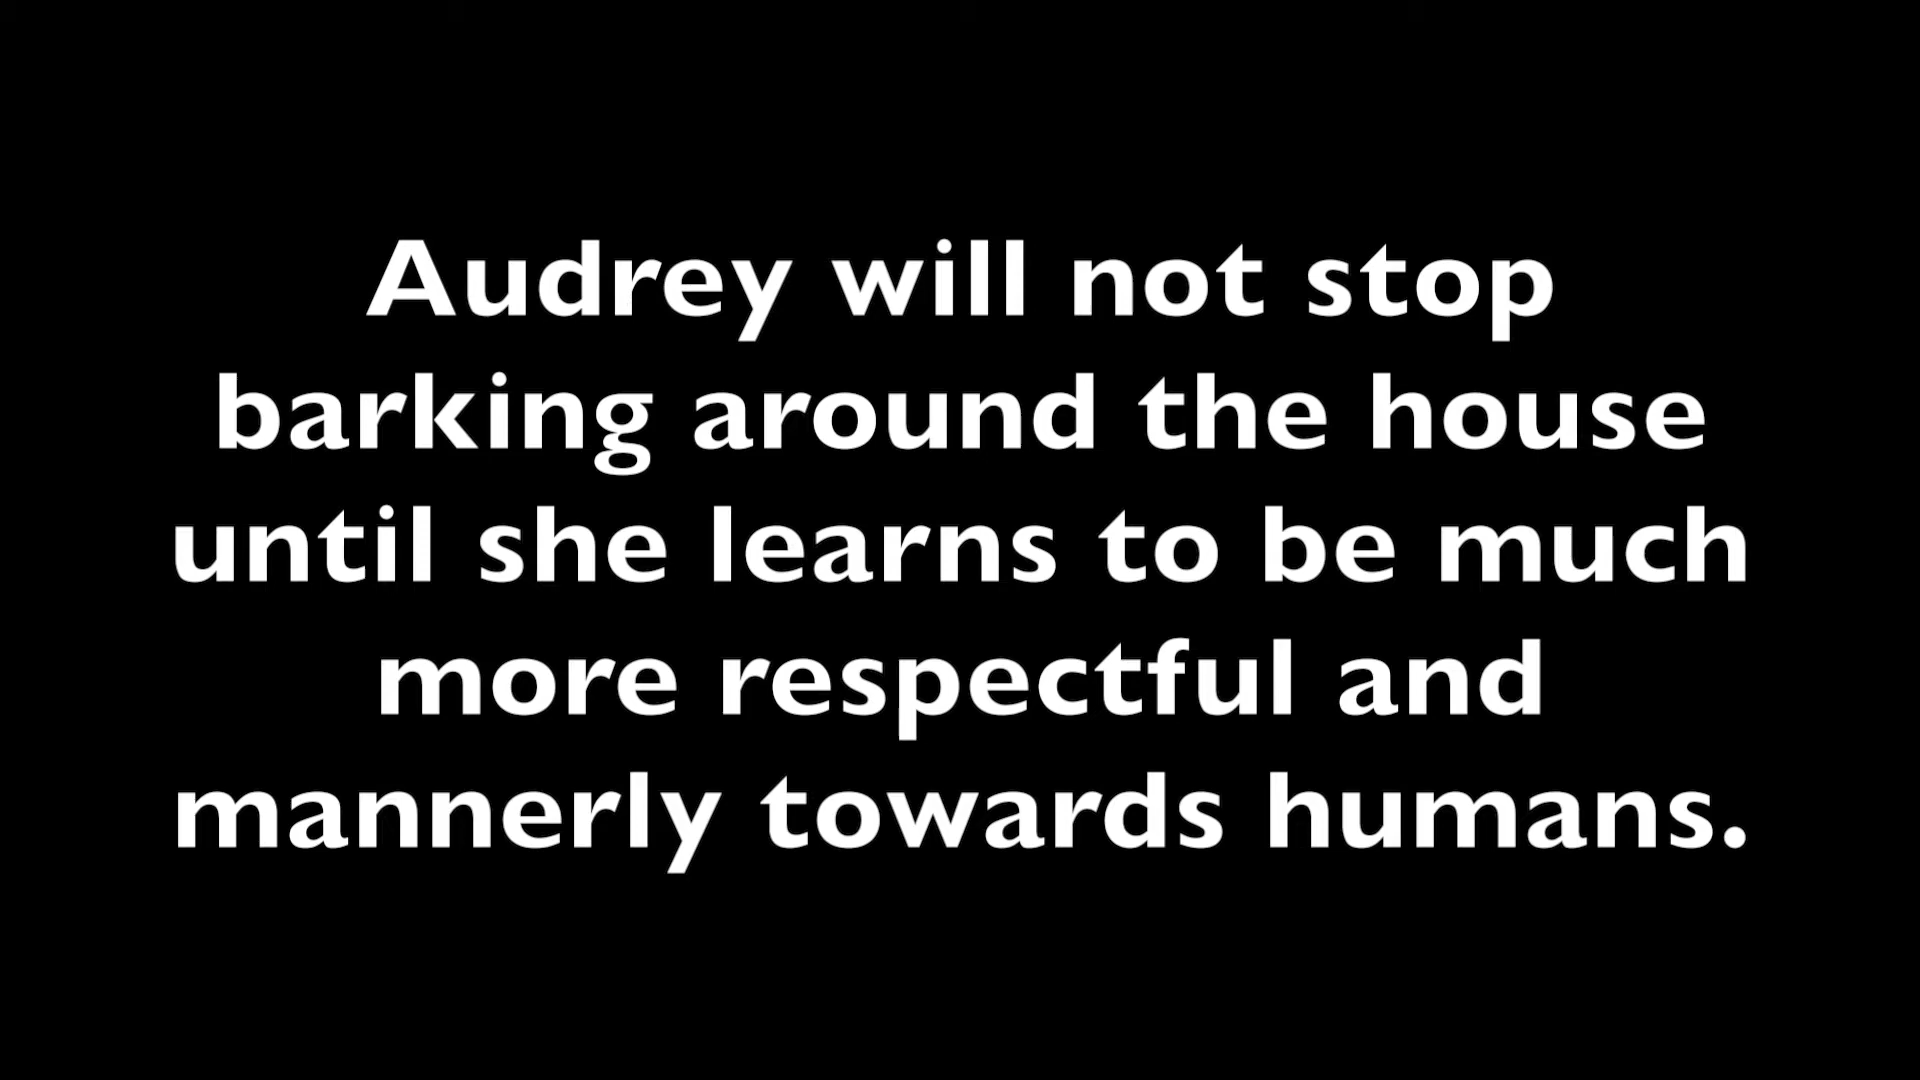 Audrey will not stop
barking around the house
until she learns to be much
more respectful and
mannerly towards humans.